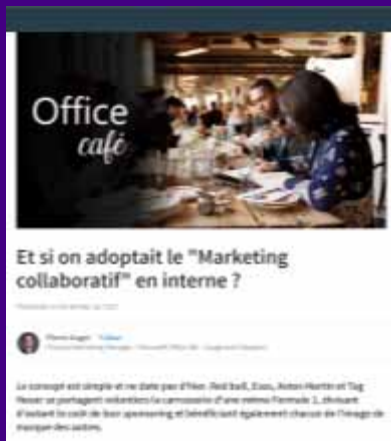 Office
café
Et si on adoptait le "Marketing
collaboratif" en interne ?
Le concept est simple et ne date pas d'hier. Red bull, Esso, Aston Martin et Tag
Heuer se partagent volontiers la carrosserie d'une même Formule 1, divisant
d'autant le coût de leur sponsoring et bénéficiant également chacun de l'image de
marque des autres.